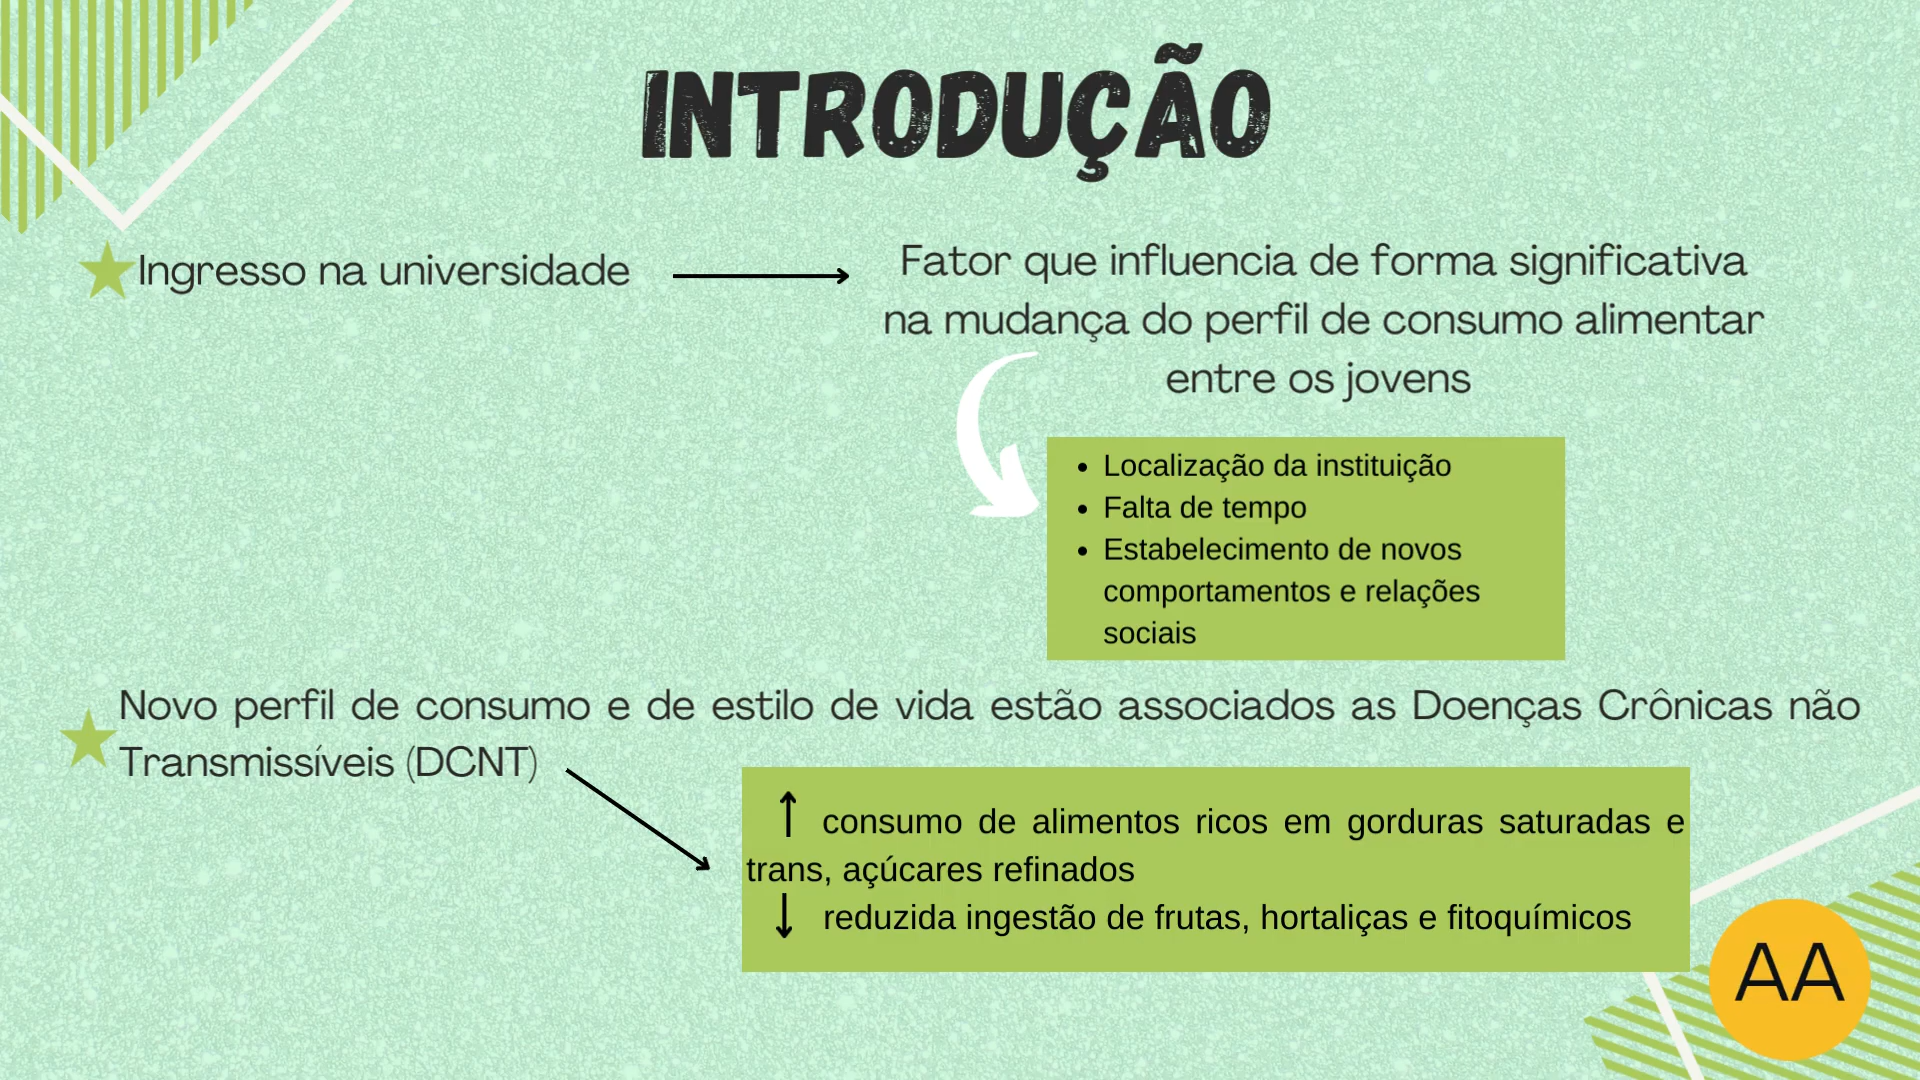 INTRODUÇÃO
Ingresso na universidade
Fator que influencia de forma significativa
na mudança do perfil de consumo alimentar
entre os jovens
• Localização da instituição
• Falta de tempo
• Estabelecimento de novos
comportamentos e relações
sociais
Novo perfil de consumo e de estilo de vida estão associados as Doenças Crônicas não
Transmissíveis (DCNT)
↑ consumo de alimentos ricos em gorduras saturadas e
trans, açúcares refinados
↓ reduzida ingestão de frutas, hortaliças e fitoquímicos
AA